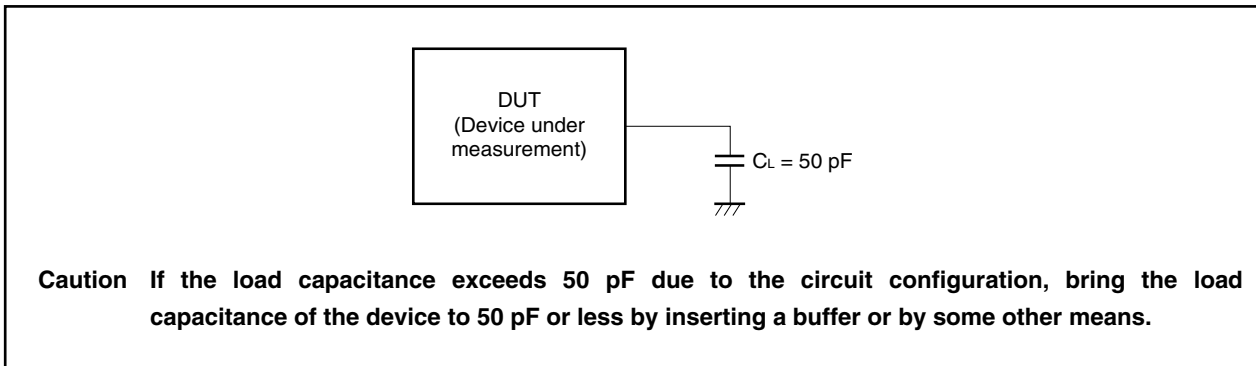 DUT
(Device under
measurement)
CL = 50 pF
Caution If the load capacitance exceeds 50 pF due to the circuit configuration, bring the load
capacitance of the device to 50 pF or less by inserting a buffer or by some other means.